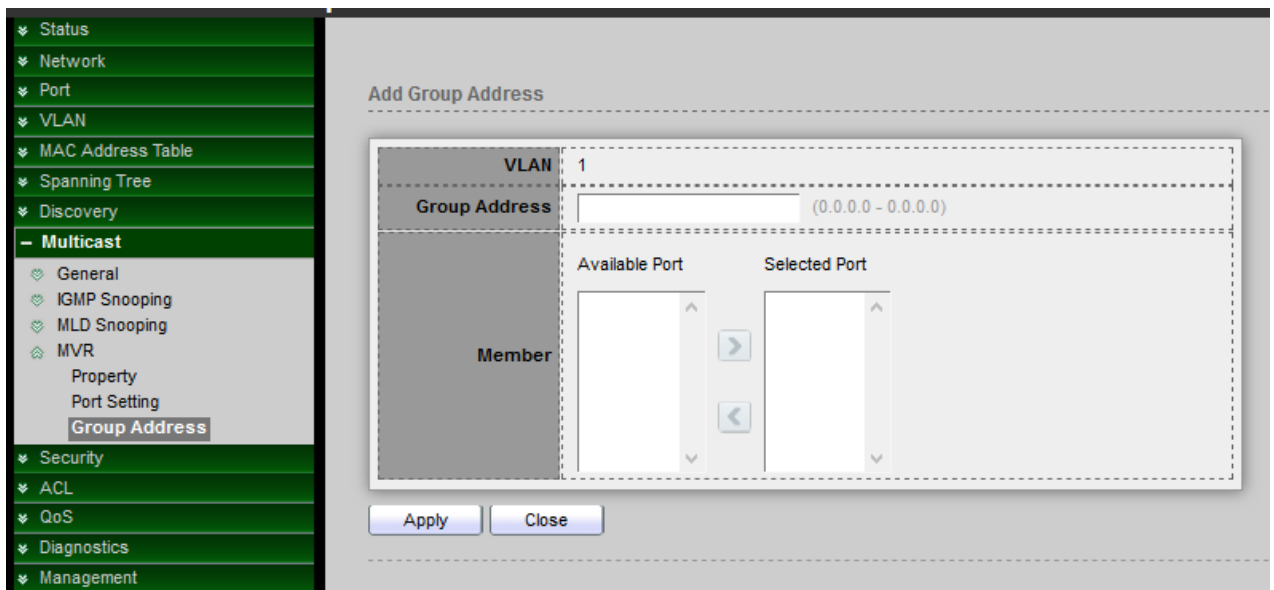 Status
Network
Port
VLAN
MAC Address Table
Spanning Tree
Discovery
Multicast
General
IGMP Snooping
MLD Snooping
MVR
Property
Port Setting
Group Address
Security
ACL
QoS
Diagnostics
Management
Add Group Address
VLAN 1
Group Address (0.0.0.0 - 0.0.0.0)
Member
Available Port Selected Port
Apply Close